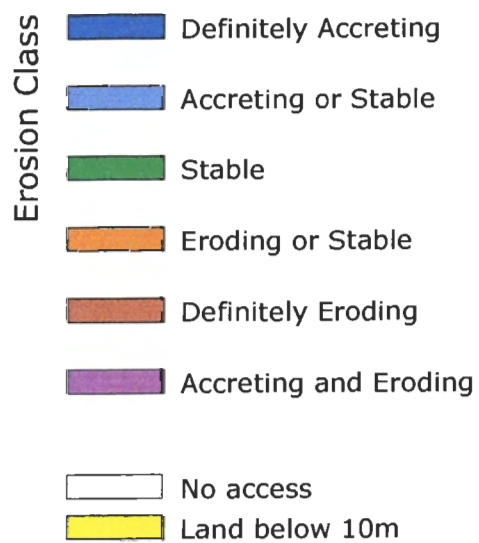 Erosion Class
Definitely Accreting
Accreting or Stable
Stable
Eroding or Stable
Definitely Eroding
Accreting and Eroding
No access
Land below 10m